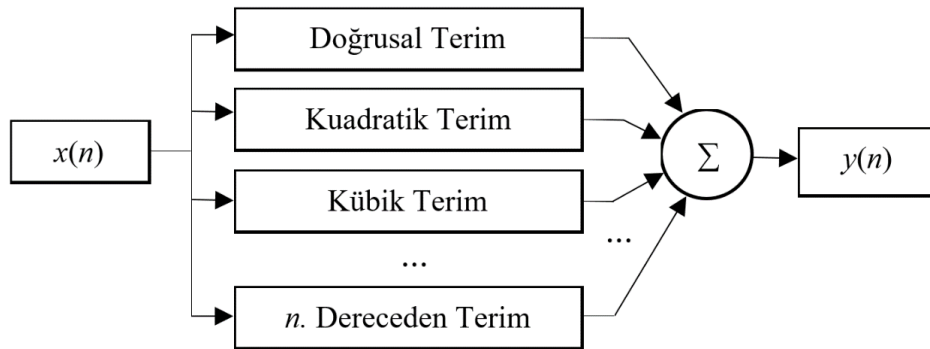 Doğrusal Terim
Kuadratik Terim
x(n)
∑
y(n)
Kübik Terim
...
...
n. Dereceden Terim